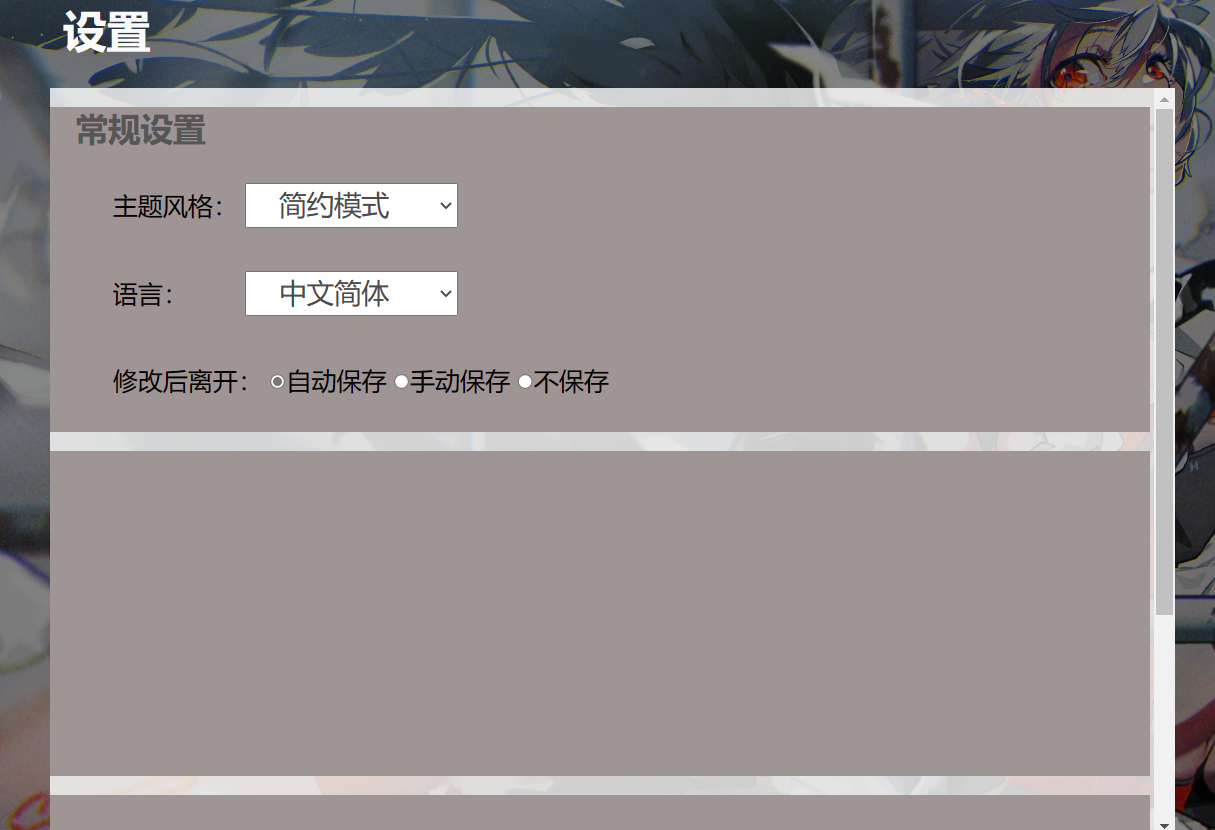 设置
常规设置
主题风格： 简约模式
语言： 中文简体
修改后离开： 自动保存 手动保存 不保存